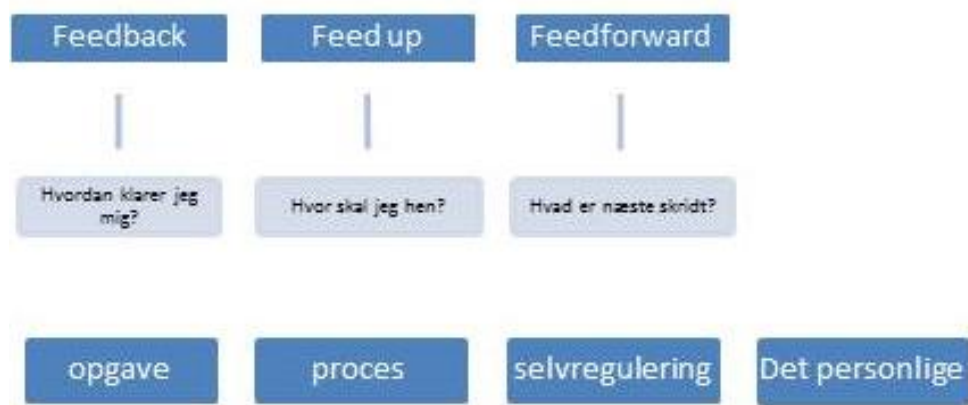 Feedback
Feed up
Feedforward
Hvordan klarer jeg
mig?
Hvor skal jeg hen?
Hvad er næste skridt?
opgave
proces
selvregulering
Det personlige